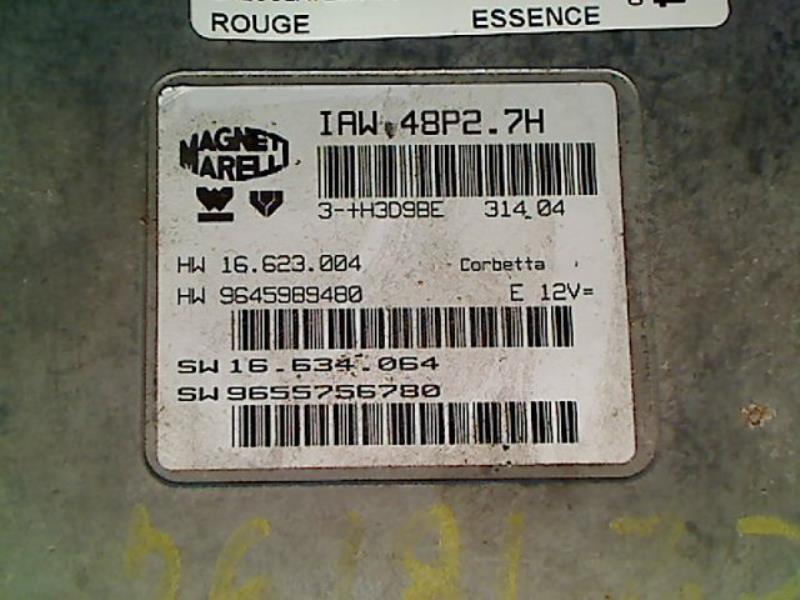 ROUGE ESSENCE
IAW 48P2.7H
MAGNETI
MARELLI
3-+H3D9BE 314 04
HW 16.623.004 Corbetta
HW 9645989480 E 12V=
SW 16.634.064
SW 9655756780